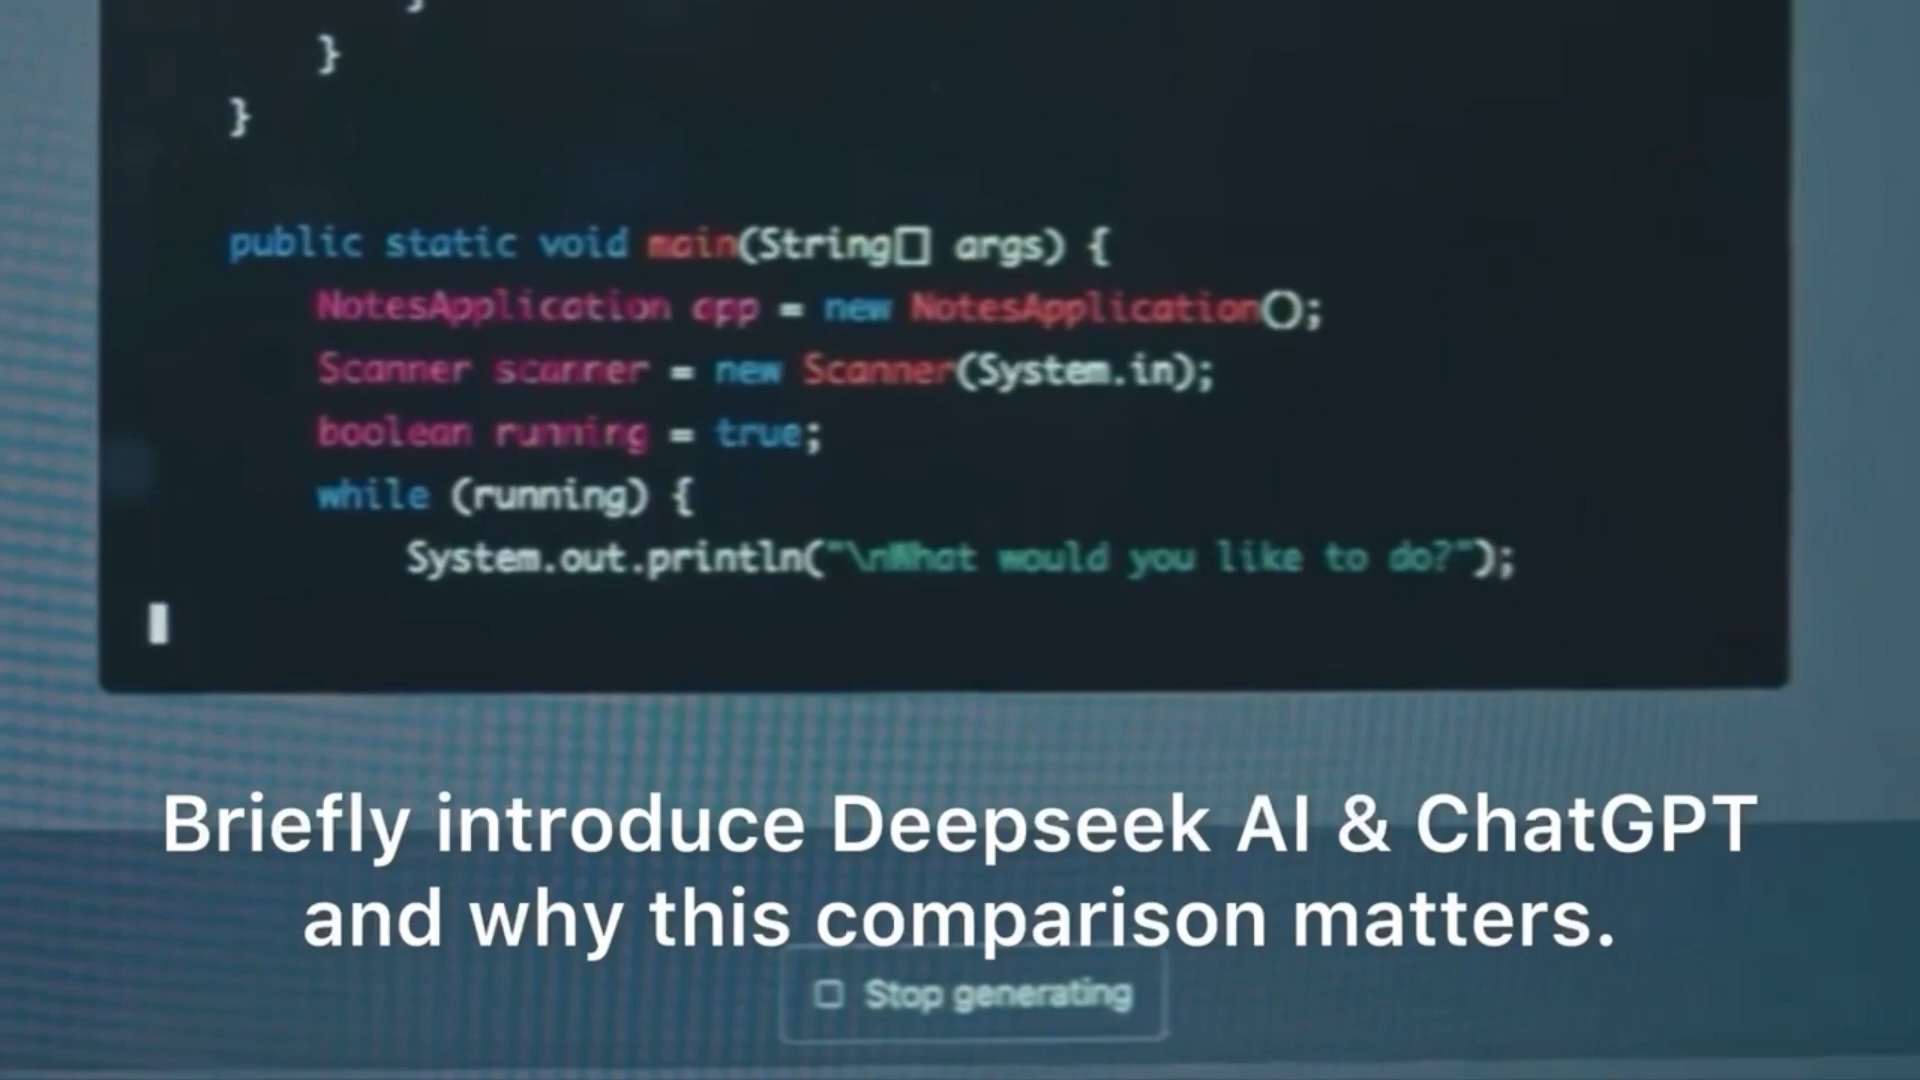 }
}
}
public static void main(String[] args) {
NotesApplication app = new NotesApplication();
Scanner scanner = new Scanner(System.in);
boolean running = true;
while (running) {
System.out.println("\nWhat would you like to do?");
Briefly introduce Deepseek AI & ChatGPT
and why this comparison matters.
Stop generating